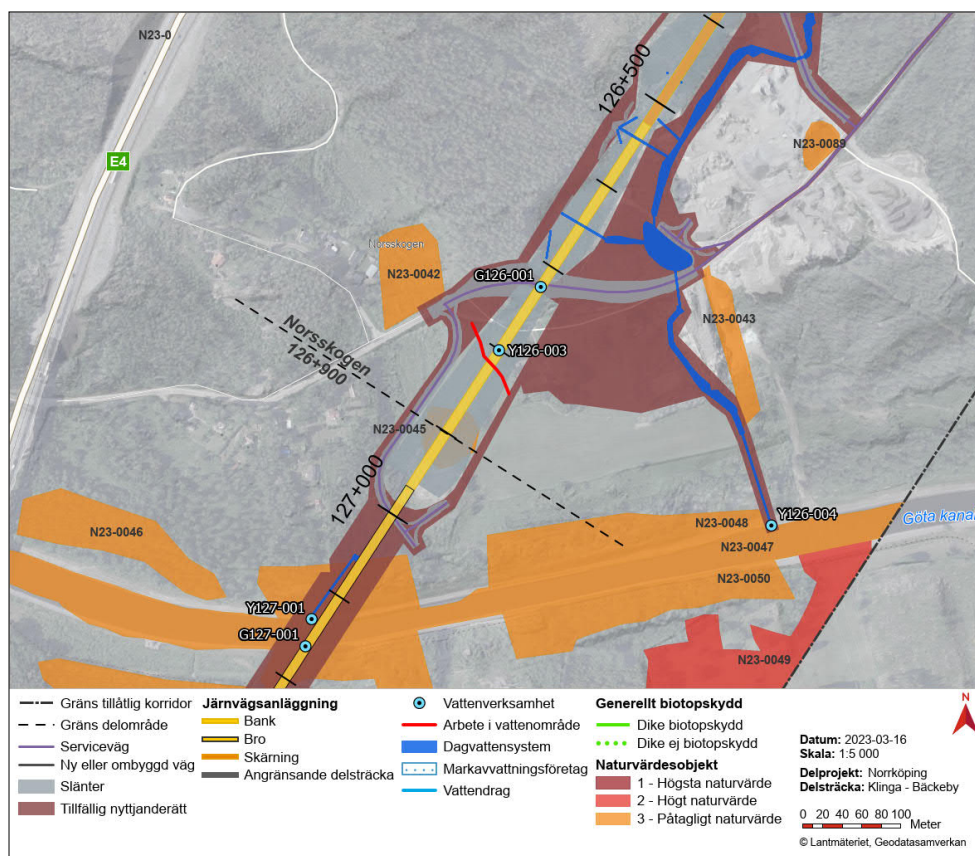 N23-0
126+500
E4
N23-0089
Norsskogen
N23-0042
G126-001
N23-0043
Norsskogen
126+900
Y126-003
N23-0045
127+000
N23-0046
N23-0048
Y126-004
Göta kanal
N23-0047
N23-0050
Y127-001
G127-001
N23-0049
Gräns tillåtlig korridor
Gräns delområde
Serviceväg
Ny eller ombyggd väg
Slänter
Tillfällig nyttjanderätt
Järnvägsanläggning
Bank
Bro
Skärning
Angränsande delsträcka
Vattenverksamhet
Arbete i vattenområde
Dagvattensystem
Markavvattningsföretag
Vattendrag
Generellt biotopskydd
Dike biotopskydd
Dike ej biotopskydd
Naturvärdesobjekt
1 - Högsta naturvärde
2 - Högt naturvärde
3 - Påtagligt naturvärde
N
Datum: 2023-03-16
Skala: 1:5 000
Delprojekt: Norrköping
Delsträcka: Klinga - Bäckeby
0 20 40 60 80 100
Meter
© Lantmäteriet, Geodatasamverkan